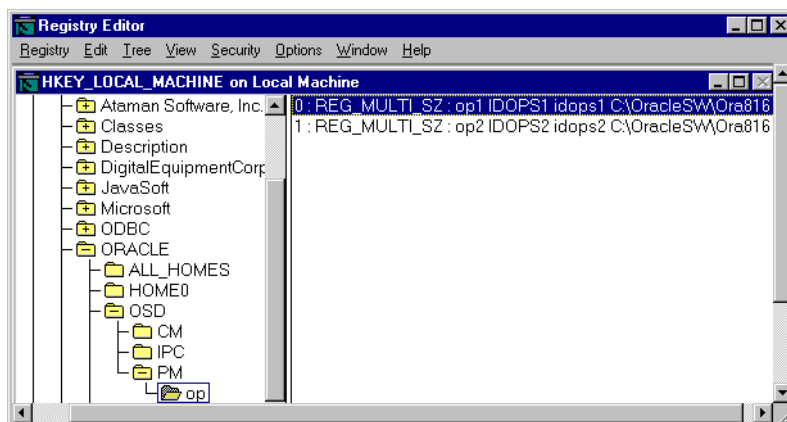 Registry Editor
Registry Edit Tree View Security Options Window Help
HKEY_LOCAL_MACHINE on Local Machine
Ataman Software, Inc.
Classes
Description
DigitalEquipmentCorp
JavaSoft
Microsoft
ODBC
ORACLE
ALL_HOMES
HOME0
OSD
CM
IPC
PM
op
0 : REG_MULTI_SZ : op1 IDOPS1 idops1 C:\OracleSW\Ora816
1 : REG_MULTI_SZ : op2 IDOPS2 idops2 C:\OracleSW\Ora816